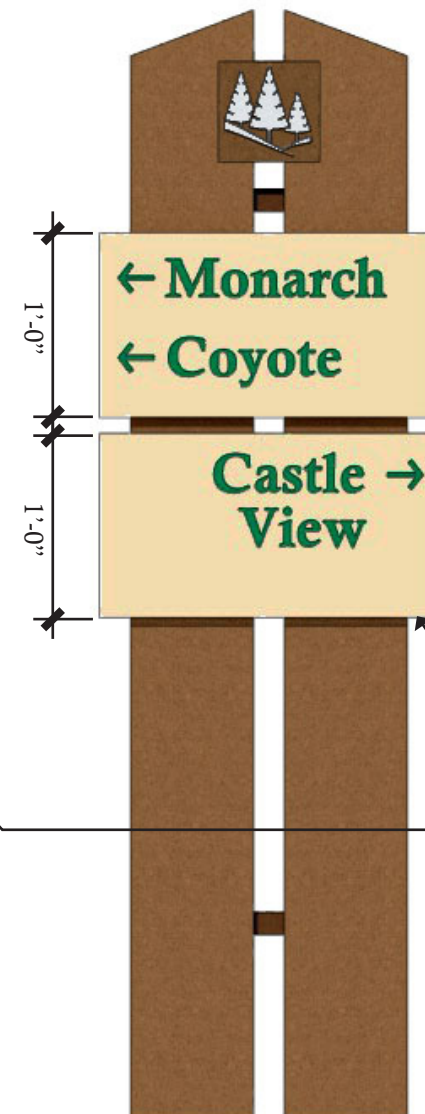 ← Monarch
← Coyote
1'-0"
Castle →
View
1'-0"